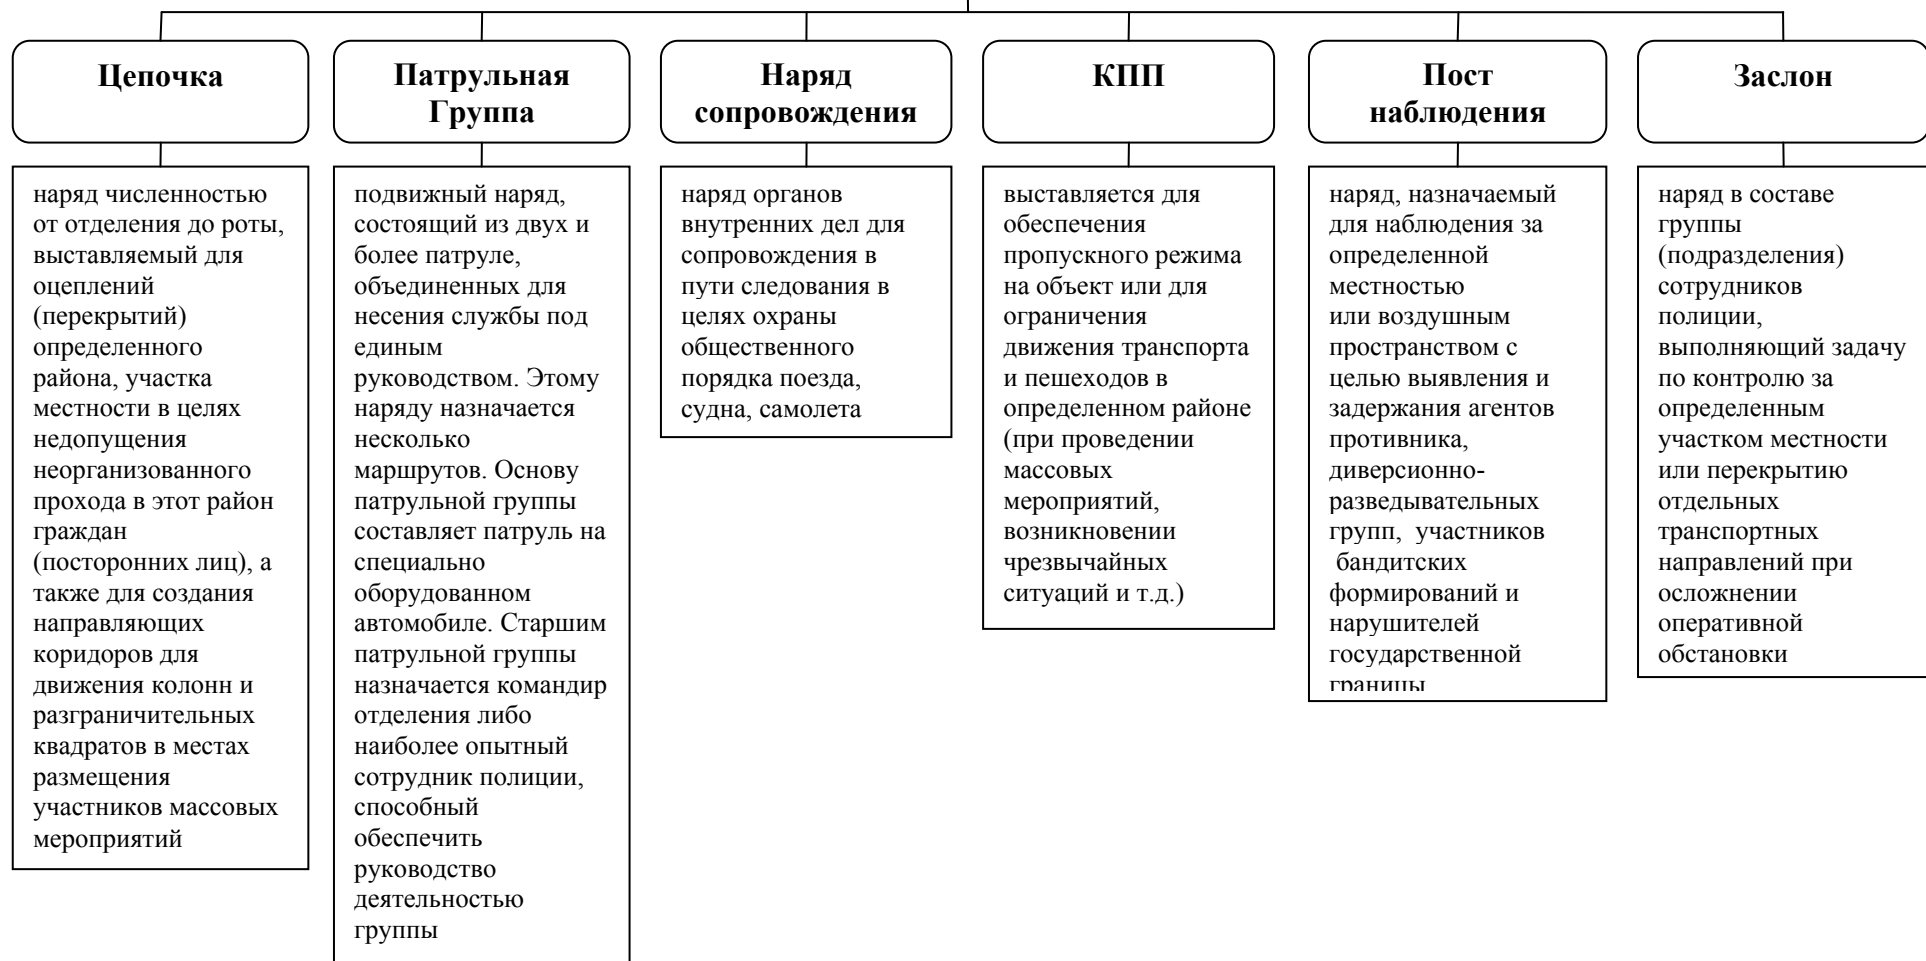 Цепочка
наряд численностью
от отделения до роты,
выставляемый для
оцеплений
(перекрытий)
определенного
района, участка
местности в целях
недопущения
неорганизованного
прохода в этот район
граждан
(посторонних лиц), а
также для создания
направляющих
коридоров для
движения колонн и
разграничительных
квадратов в местах
размещения
участников массовых
мероприятий
Патрульная
Группа
подвижный наряд,
состоящий из двух и
более патруле,
объединенных для
несения службы под
единым
руководством. Этому
наряду назначается
несколько
маршрутов. Основу
патрульной группы
составляет патруль на
специально
оборудованном
автомобиле. Старшим
патрульной группы
назначается командир
отделения либо
наиболее опытный
сотрудник полиции,
способный
обеспечить
руководство
деятельностью
группы
Наряд
сопровождения
наряд органов
внутренних дел для
сопровождения в
пути следования в
целях охраны
общественного
порядка поезда,
судна, самолета
КПП
выставляется для
обеспечения
пропускного режима
на объект или для
ограничения
движения транспорта
и пешеходов в
определенном районе
(при проведении
массовых
мероприятий,
возникновении
чрезвычайных
ситуаций и т.д.)
Пост
наблюдения
наряд, назначаемый
для наблюдения за
определенной
местностью
или воздушным
пространством с
целью выявления и
задержания агентов
противника,
диверсионно-
разведывательных
групп, участников
бандитских
формирований и
нарушителей
государственной
границы
Заслон
наряд в составе
группы
(подразделения)
сотрудников
полиции,
выполняющий задачу
по контролю за
определенным
участком местности
или перекрытию
отдельных
транспортных
направлений при
осложнении
оперативной
обстановки